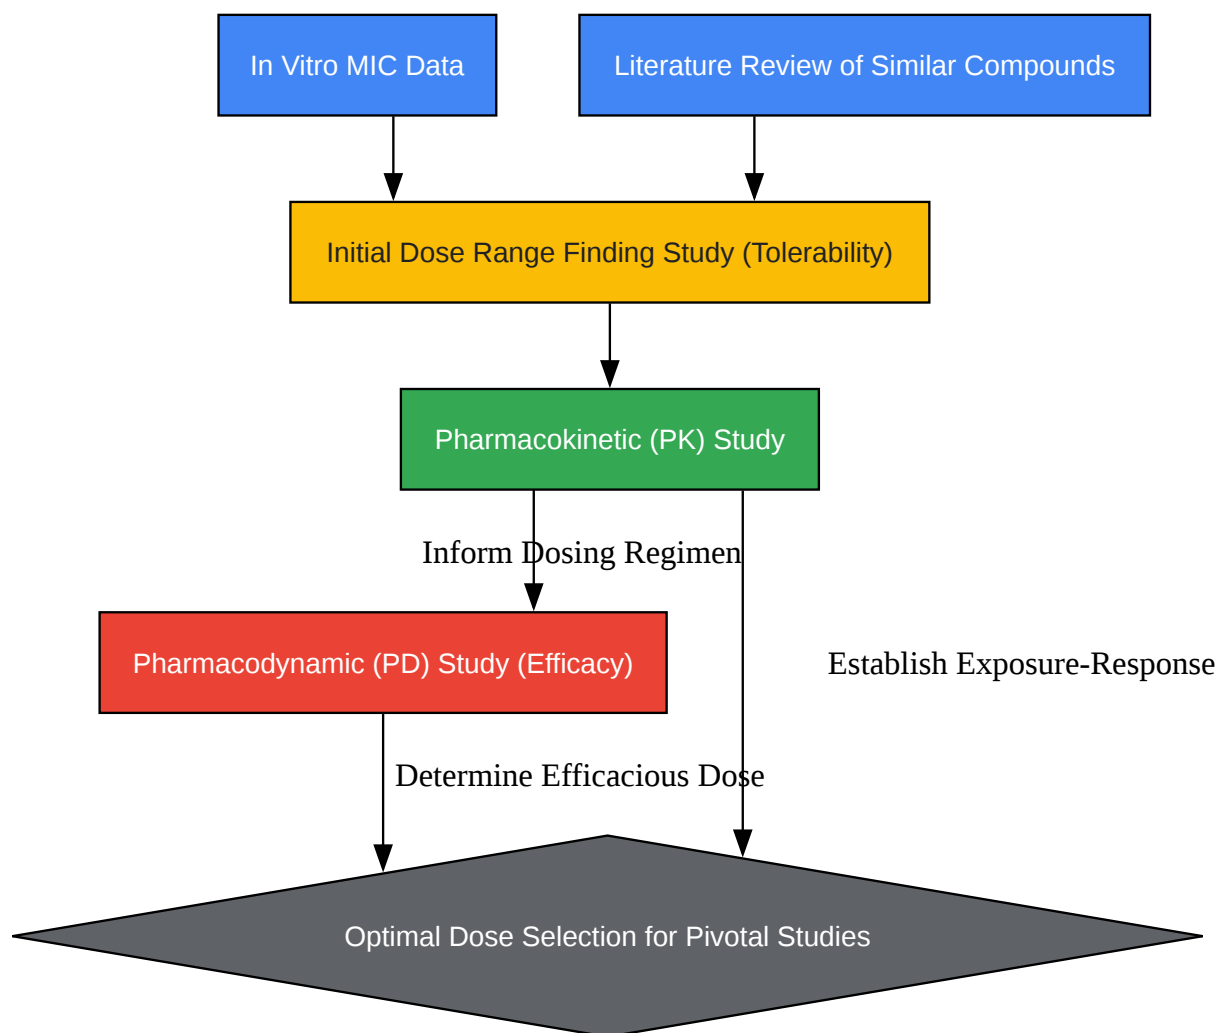 In Vitro MIC Data
Literature Review of Similar Compounds
Initial Dose Range Finding Study (Tolerability)
Pharmacokinetic (PK) Study
Inform Dosing Regimen
Pharmacodynamic (PD) Study (Efficacy)
Establish Exposure-Response
Determine Efficacious Dose
Optimal Dose Selection for Pivotal Studies